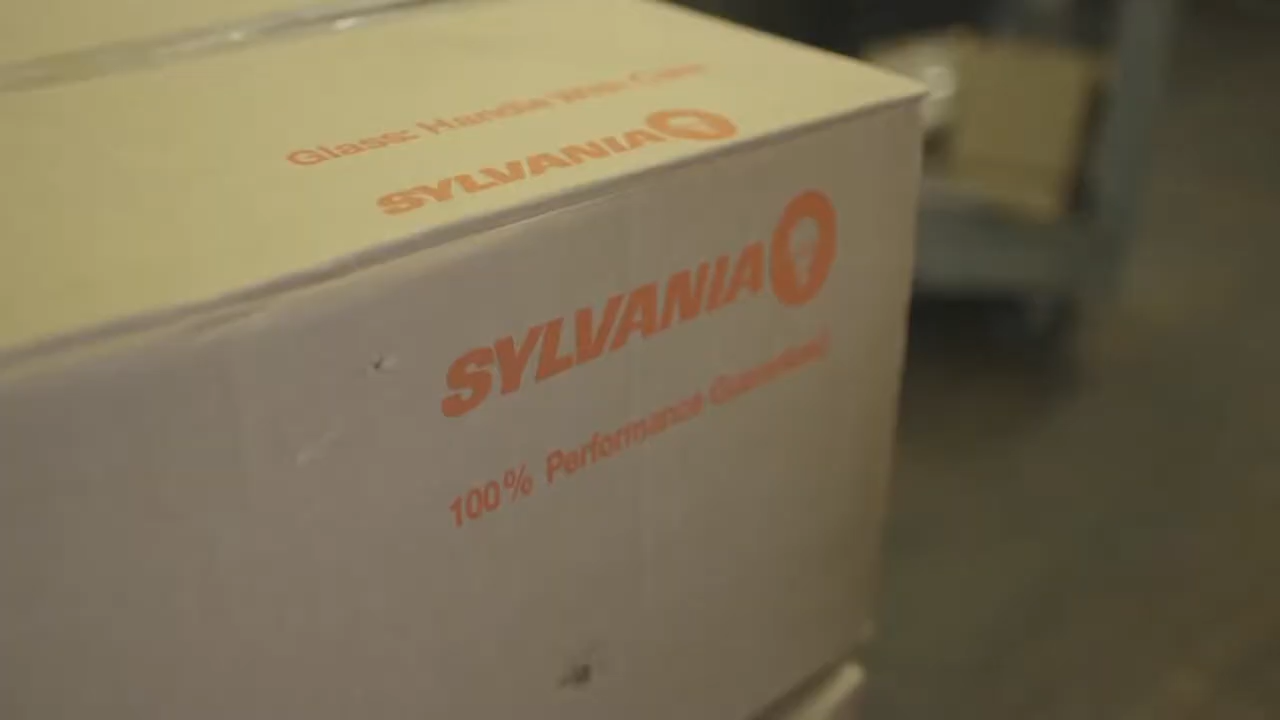 Glass: Handle With Care
SYLVANIA
SYLVANIA
100% Performance Guaranteed